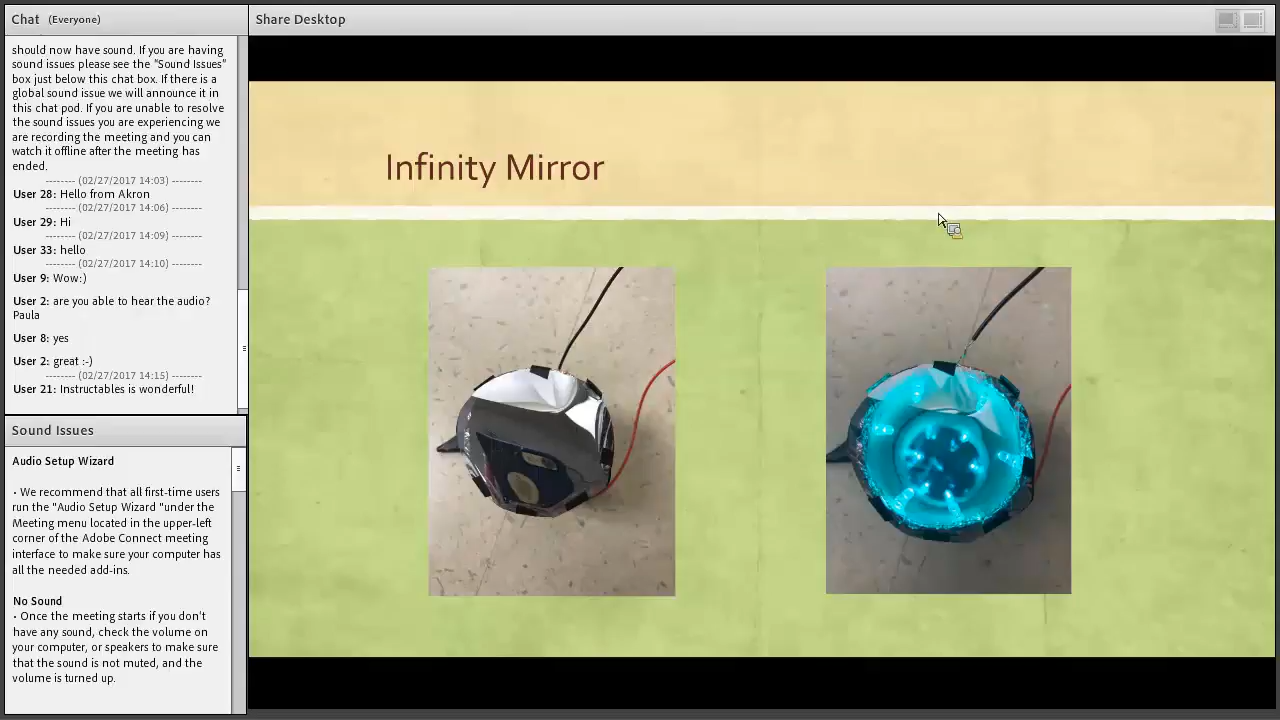 Chat (Everyone)
should now have sound. If you are having
sound issues please see the "Sound Issues"
box just below this chat box. If there is a
global sound issue we will announce it in
this chat pod. If you are unable to resolve
the sound issues you are experiencing we
are recording the meeting and you can
watch it offline after the meeting has
ended.
-------- (02/27/2017 14:03) --------
User 28: Hello from Akron
-------- (02/27/2017 14:06) --------
User 29: Hi
-------- (02/27/2017 14:09) --------
User 33: hello
-------- (02/27/2017 14:10) --------
User 9: Wow:)
User 2: are you able to hear the audio?
Paula
User 8: yes
User 2: great :-)
-------- (02/27/2017 14:15) --------
User 21: Instructables is wonderful!
Sound Issues
Audio Setup Wizard
• We recommend that all first-time users
run the "Audio Setup Wizard "under the
Meeting menu located in the upper-left
corner of the Adobe Connect meeting
interface to make sure your computer has
all the needed add-ins.
No Sound
• Once the meeting starts if you don't
have any sound, check the volume on
your computer, or speakers to make sure
that the sound is not muted, and the
volume is turned up.
Share Desktop
Infinity Mirror